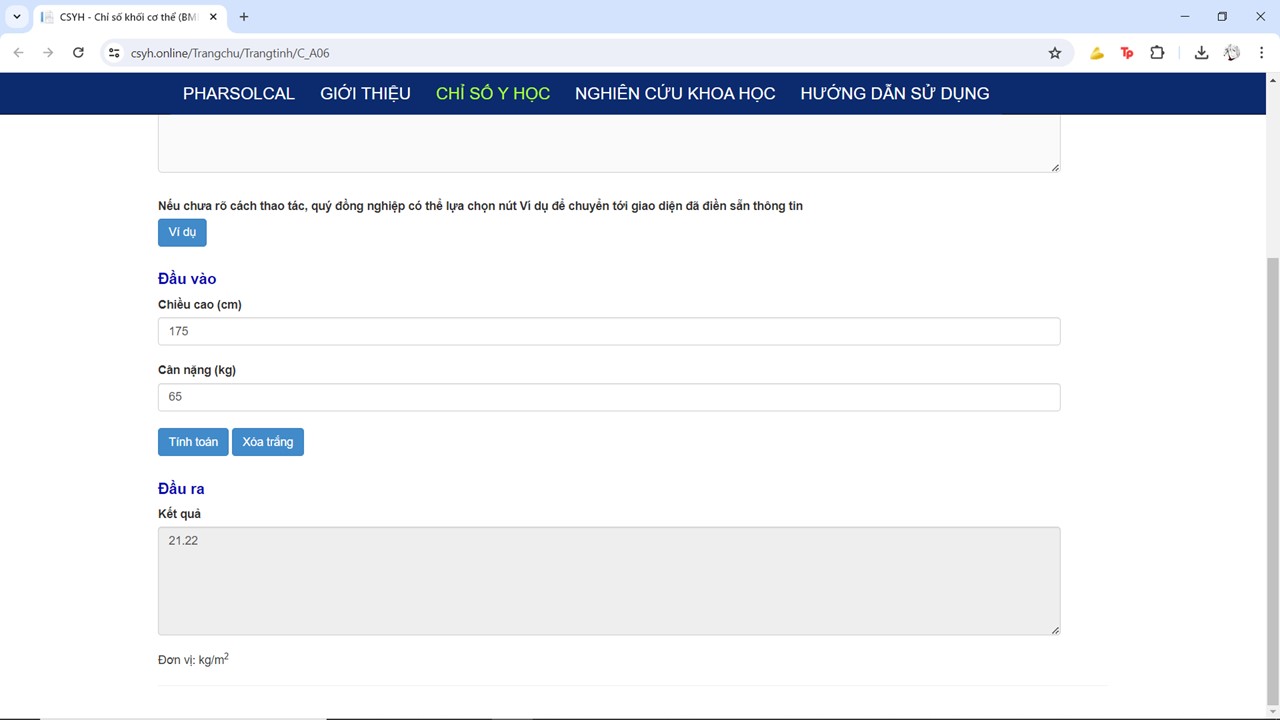 CSYH - Chỉ số khối cơ thể (BMI
csyh.online/Trangchu/Trangtinh/C_A06
PHARSOLCAL GIỚI THIỆU CHỈ SỐ Y HỌC NGHIÊN CỨU KHOA HỌC HƯỚNG DẪN SỬ DỤNG
Nếu chưa rõ cách thao tác, quý đồng nghiệp có thể lựa chọn nút Ví dụ để chuyển tới giao diện đã điền sẵn thông tin
Ví dụ
Đầu vào
Chiều cao (cm)
175
Cân nặng (kg)
65
Tính toán Xóa trắng
Đầu ra
Kết quả
21.22
Đơn vị: kg/m²